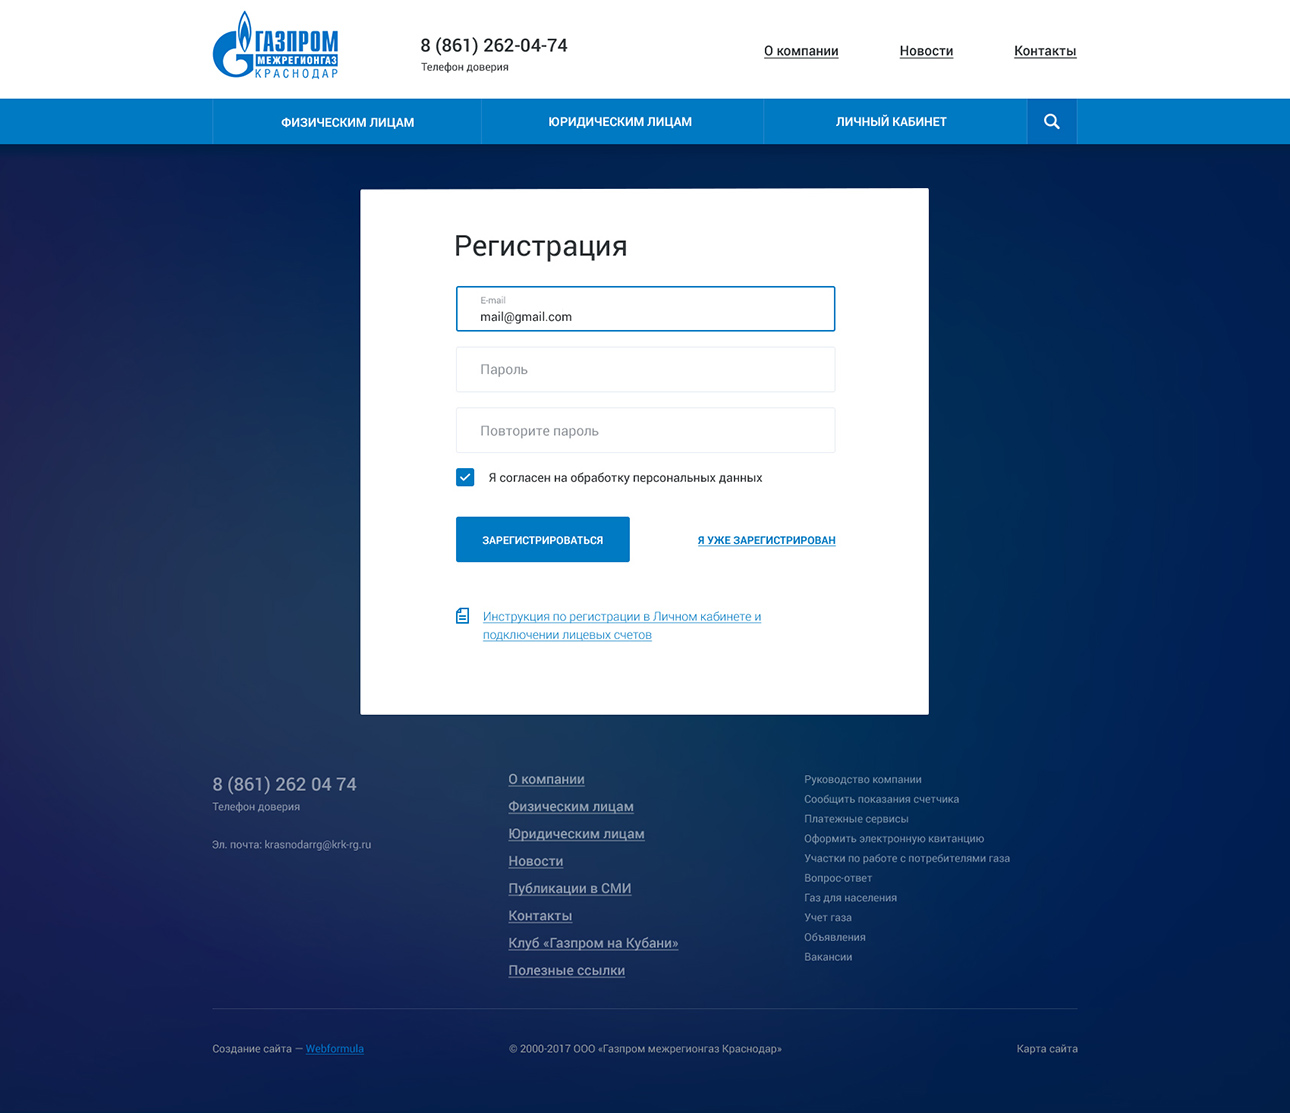 ГАЗПРОМ
МЕЖРЕГИОНГАЗ
КРАСНОДАР
8 (861) 262-04-74
Телефон доверия
О компании
Новости
Контакты
ФИЗИЧЕСКИМ ЛИЦАМ
ЮРИДИЧЕСКИМ ЛИЦАМ
ЛИЧНЫЙ КАБИНЕТ
Регистрация
E-mail
mail@gmail.com
Пароль
Повторите пароль
Я согласен на обработку персональных данных
ЗАРЕГИСТРИРОВАТЬСЯ
Я УЖЕ ЗАРЕГИСТРИРОВАН
Инструкция по регистрации в Личном кабинете и
подключении лицевых счетов
8 (861) 262 04 74
Телефон доверия
Эл. почта: krasnodarrg@krk-rg.ru
О компании
Физическим лицам
Юридическим лицам
Новости
Публикации в СМИ
Контакты
Клуб «Газпром на Кубани»
Полезные ссылки
Руководство компании
Сообщить показания счетчика
Платежные сервисы
Оформить электронную квитанцию
Участки по работе с потребителями газа
Вопрос-ответ
Газ для населения
Учет газа
Объявления
Вакансии
Создание сайта — Webformula
© 2000-2017 ООО «Газпром межрегионгаз Краснодар»
Карта сайта